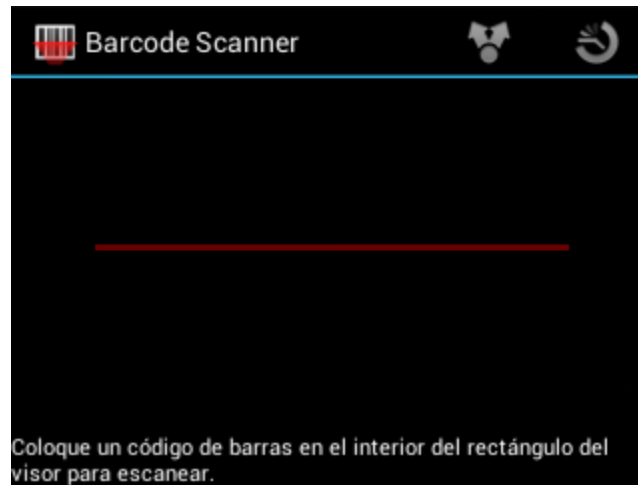 Barcode Scanner
Coloque un código de barras en el interior del rectángulo del
visor para escanear.